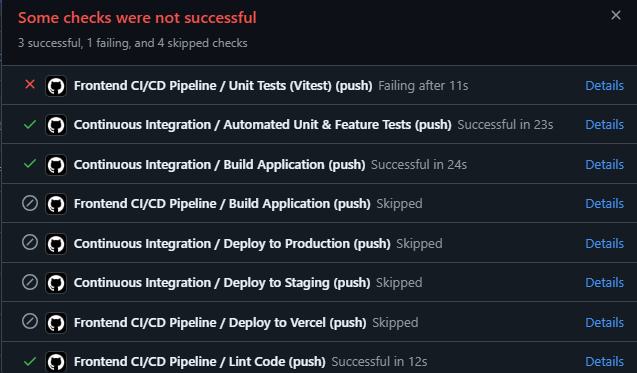 Some checks were not successful
3 successful, 1 failing, and 4 skipped checks
Frontend CI/CD Pipeline / Unit Tests (Vitest) (push) Failing after 11s Details
Continuous Integration / Automated Unit & Feature Tests (push) Successful in 23s Details
Continuous Integration / Build Application (push) Successful in 24s Details
Frontend CI/CD Pipeline / Build Application (push) Skipped Details
Continuous Integration / Deploy to Production (push) Skipped Details
Continuous Integration / Deploy to Staging (push) Skipped Details
Frontend CI/CD Pipeline / Deploy to Vercel (push) Skipped Details
Frontend CI/CD Pipeline / Lint Code (push) Successful in 12s Details